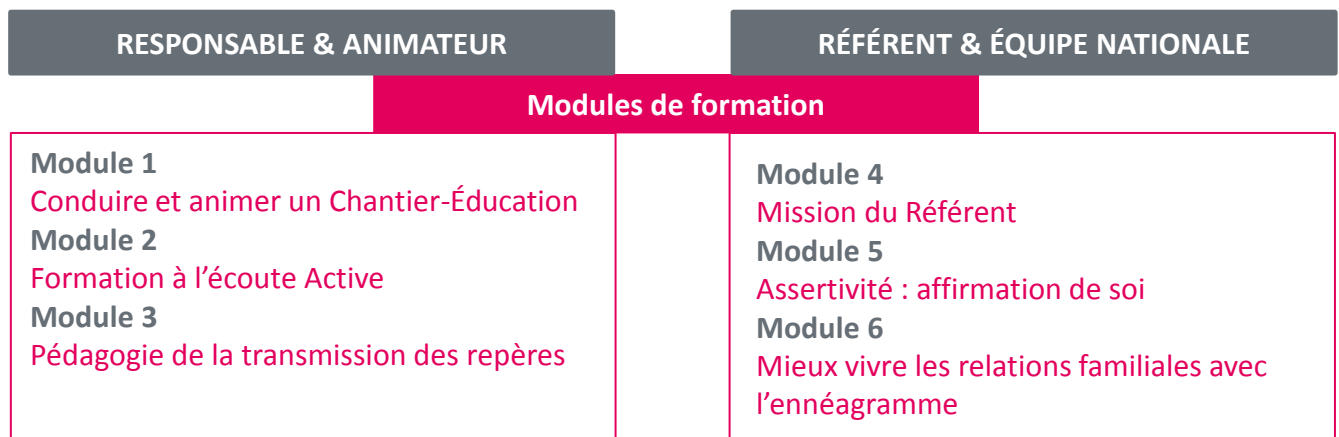 RESPONSABLE & ANIMATEUR
RÉFÉRENT & ÉQUIPE NATIONALE
Modules de formation
Module 1
Conduire et animer un Chantier-Éducation
Module 2
Formation à l’écoute Active
Module 3
Pédagogie de la transmission des repères
Module 4
Mission du Référent
Module 5
Assertivité : affirmation de soi
Module 6
Mieux vivre les relations familiales avec
l’ennéagramme